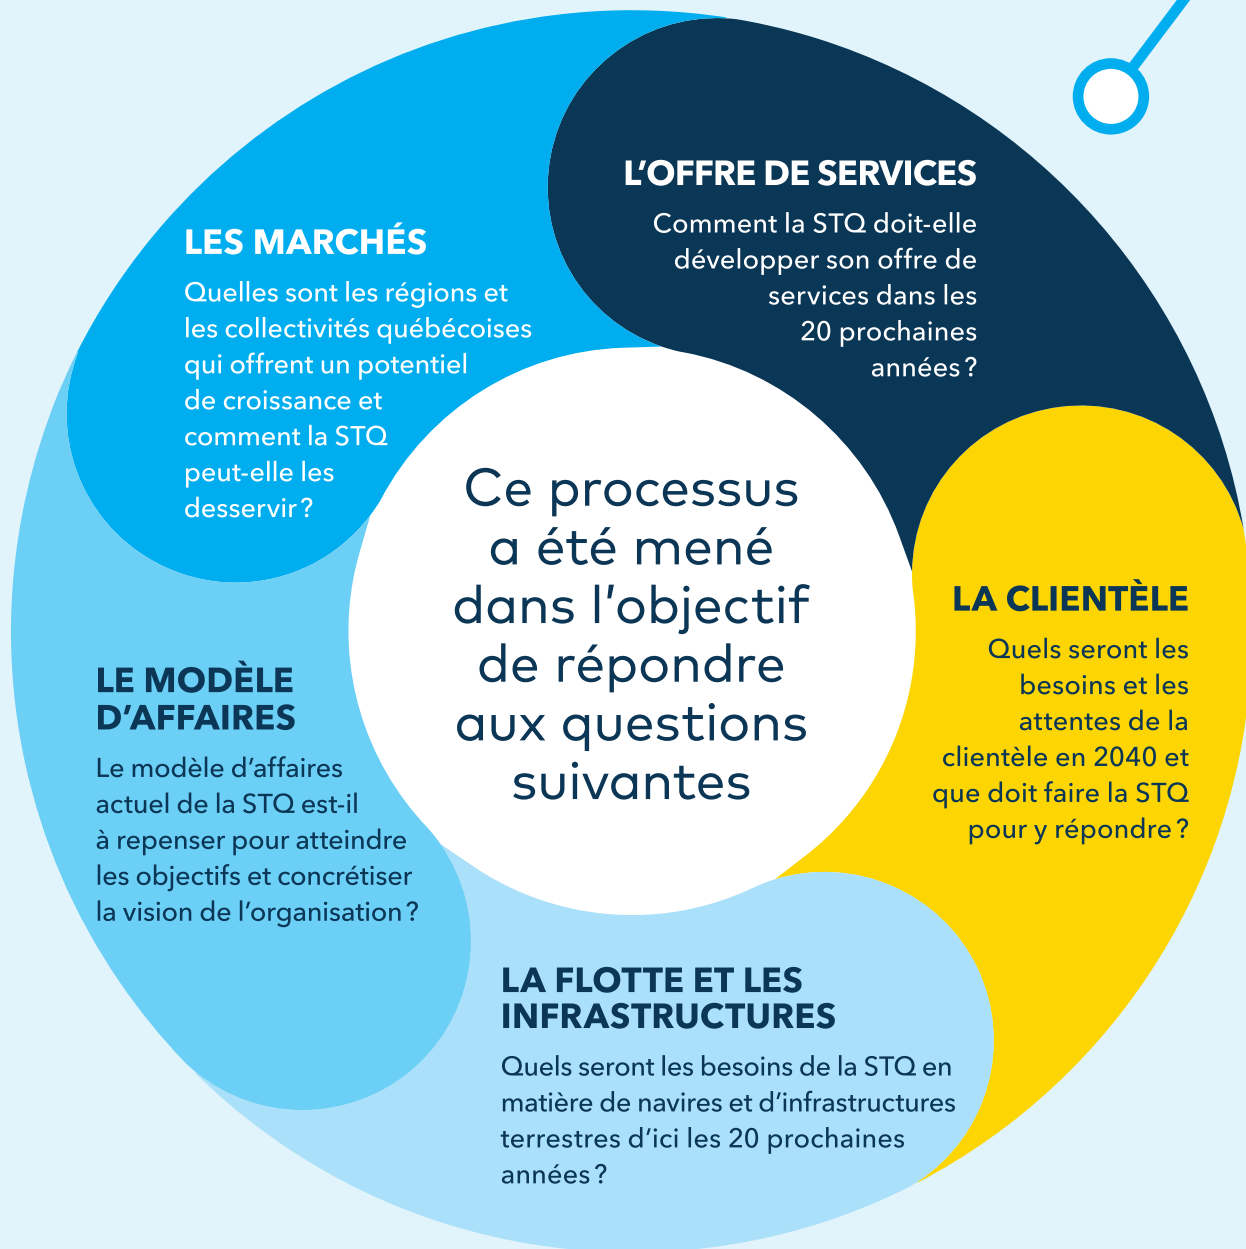 Ce processus
a été mené
dans l'objectif
de répondre
aux questions
suivantes
L'OFFRE DE SERVICES
Comment la STQ doit-elle
développer son offre de
services dans les
20 prochaines
années ?
LA CLIENTÈLE
Quels seront les
besoins et les
attentes de la
clientèle en 2040 et
que doit faire la STQ
pour y répondre ?
LA FLOTTE ET LES
INFRASTRUCTURES
Quels seront les besoins de la STQ en
matière de navires et d'infrastructures
terrestres d'ici les 20 prochaines
années ?
LE MODÈLE
D'AFFAIRES
Le modèle d'affaires
actuel de la STQ est-il
à repenser pour atteindre
les objectifs et concrétiser
la vision de l'organisation ?
LES MARCHÉS
Quelles sont les régions et
les collectivités québécoises
qui offrent un potentiel
de croissance et
comment la STQ
peut-elle les
desservir ?